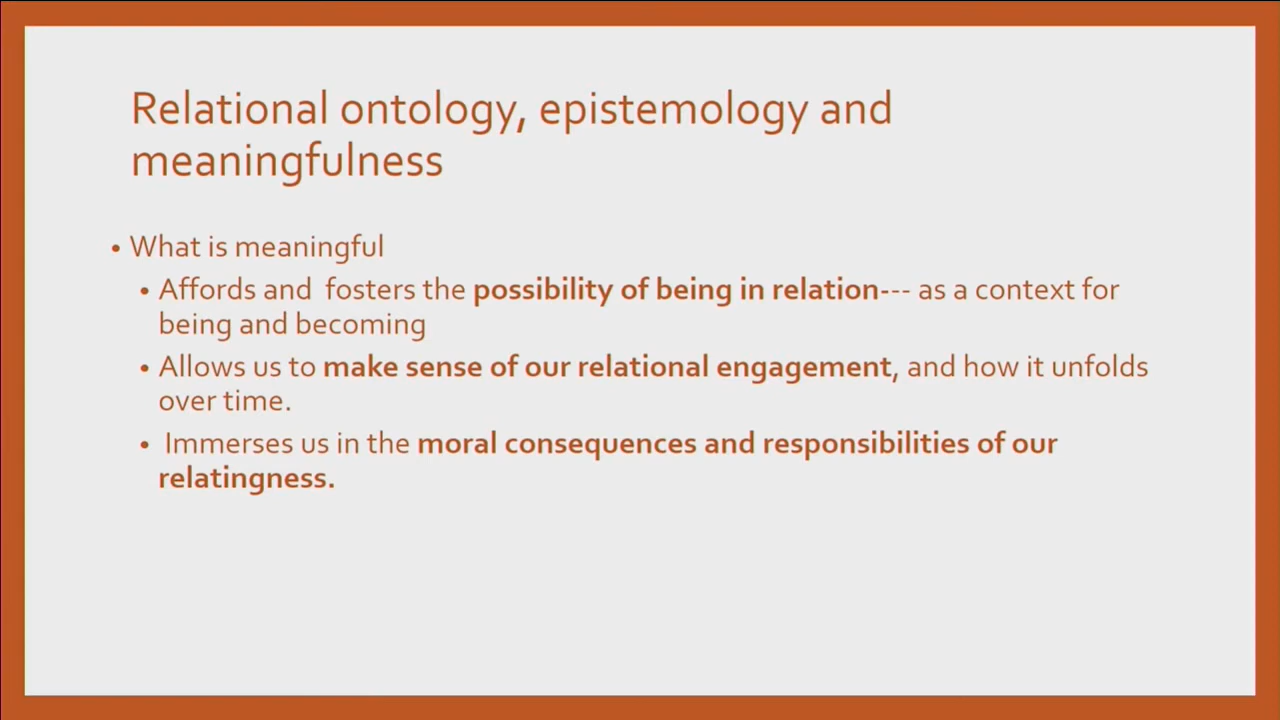 Relational ontology, epistemology and
meaningfulness
• What is meaningful
• Affords and  fosters the possibility of being in relation--- as a context for
being and becoming
• Allows us to make sense of our relational engagement, and how it unfolds
over time.
•  Immerses us in the moral consequences and responsibilities of our
relatingness.